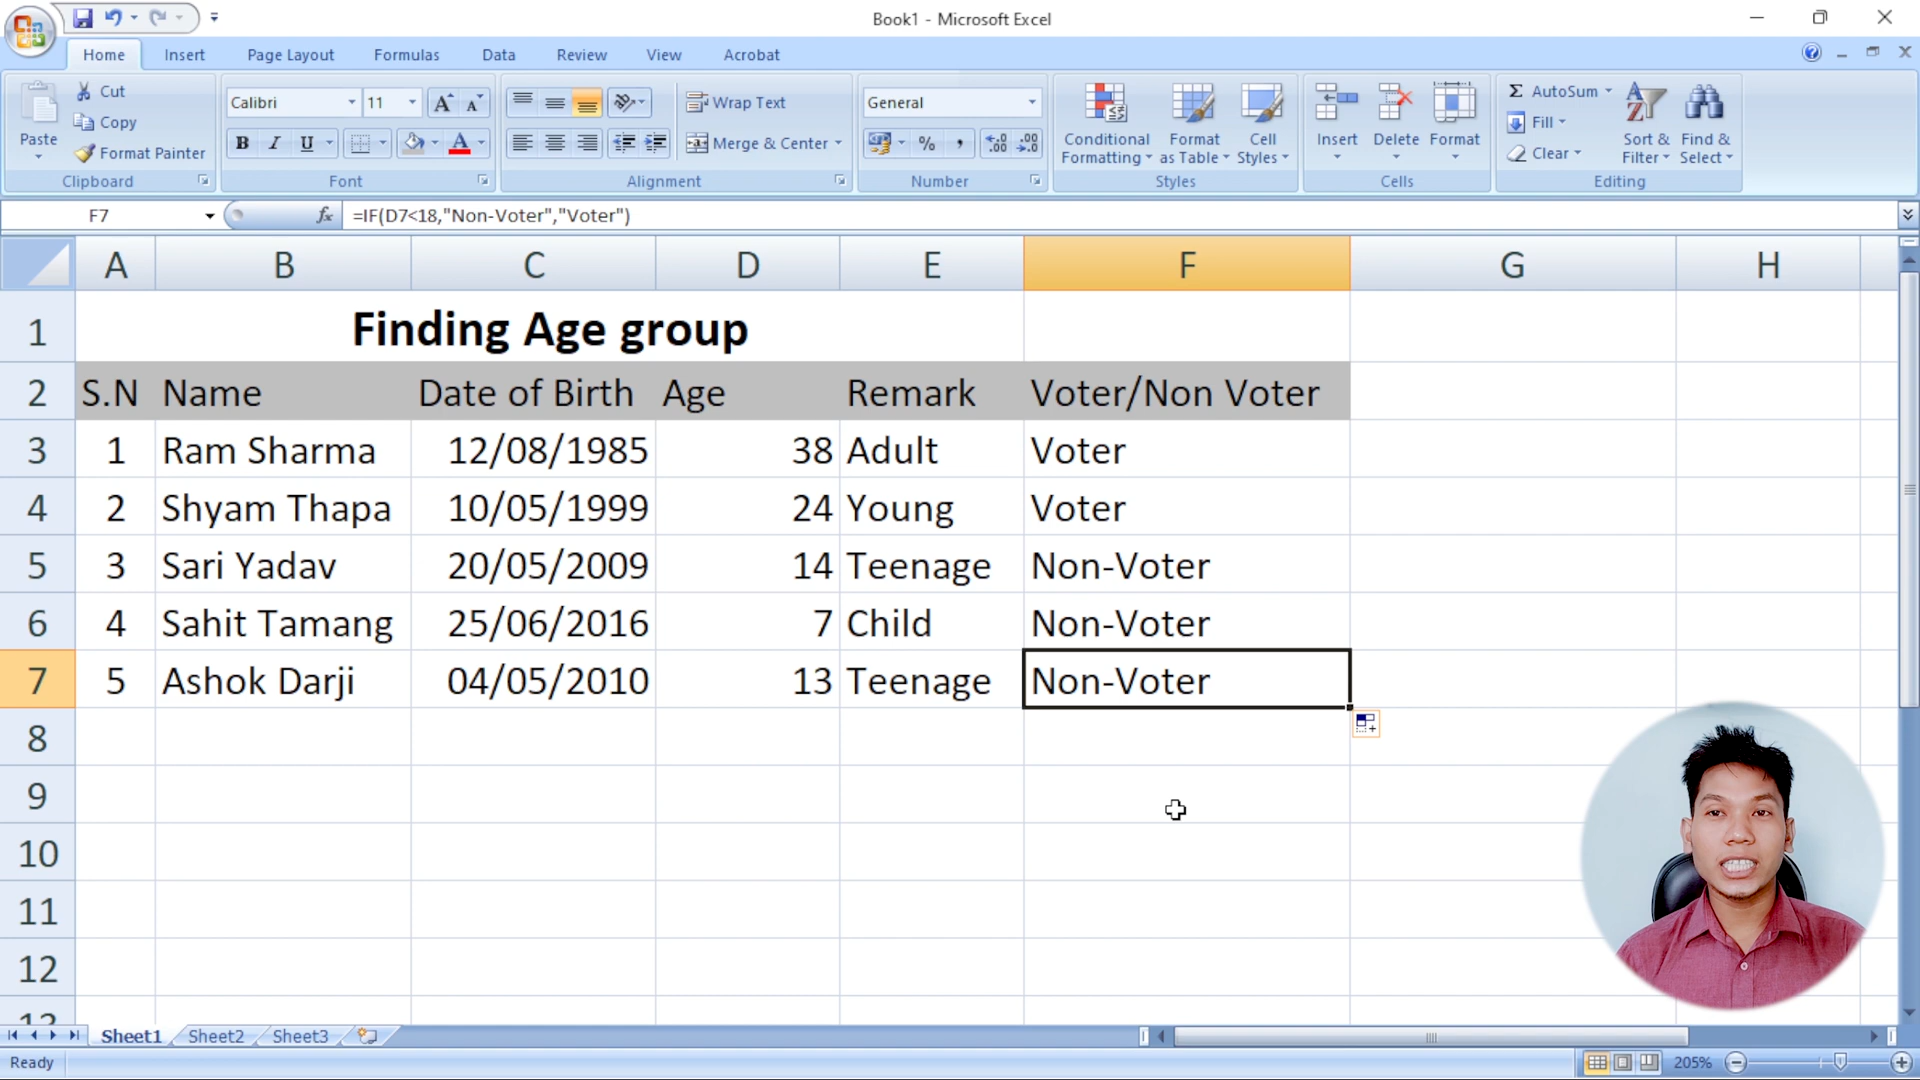 Book1 - Microsoft Excel
Home Insert Page Layout Formulas Data Review View Acrobat
Paste
Cut
Copy
Format Painter
Clipboard
Calibri 11
B I U
Font
Wrap Text
Merge & Center
Alignment
General
%
Number
Conditional Formatting
Format as Table
Cell Styles
Styles
Insert Delete Format
Cells
Σ AutoSum
Fill
Clear
Sort & Filter
Find & Select
Editing
F7 fx =IF(D7<18,"Non-Voter","Voter")
A B C D E F G H
1 Finding Age group
2 S.N Name Date of Birth Age Remark Voter/Non Voter
3 1 Ram Sharma 12/08/1985 38 Adult Voter
4 2 Shyam Thapa 10/05/1999 24 Young Voter
5 3 Sari Yadav 20/05/2009 14 Teenage Non-Voter
6 4 Sahit Tamang 25/06/2016 7 Child Non-Voter
7 5 Ashok Darji 04/05/2010 13 Teenage Non-Voter
8
9
10
11
12
13
Sheet1 Sheet2 Sheet3
Ready 205%